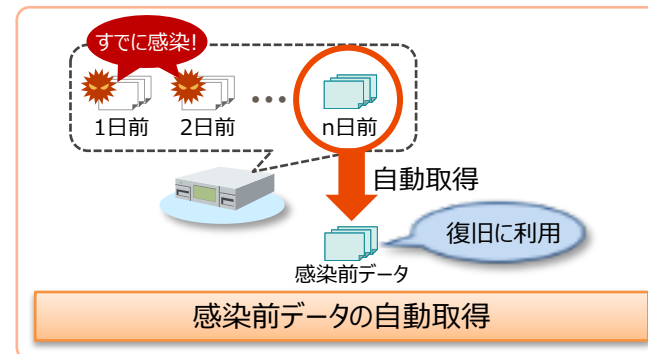 すでに感染!
1日前
2日前
…
n日前
自動取得
復旧に利用
感染前データ
感染前データの自動取得